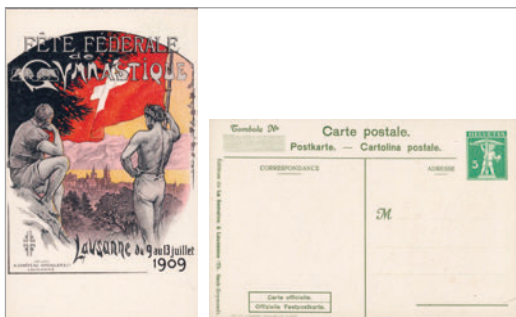 FÊTE FÉDÉRALE
de
GYMNASTIQUE
Lausanne du 9 au 13 juillet
1909
Tombola No
Carte postale.
Postkarte. — Cartolina postale.
HELVETIA
5
CORRESPONDANCE
ADRESSE
M
Carte officielle.
Offizielle Festpostkarte.